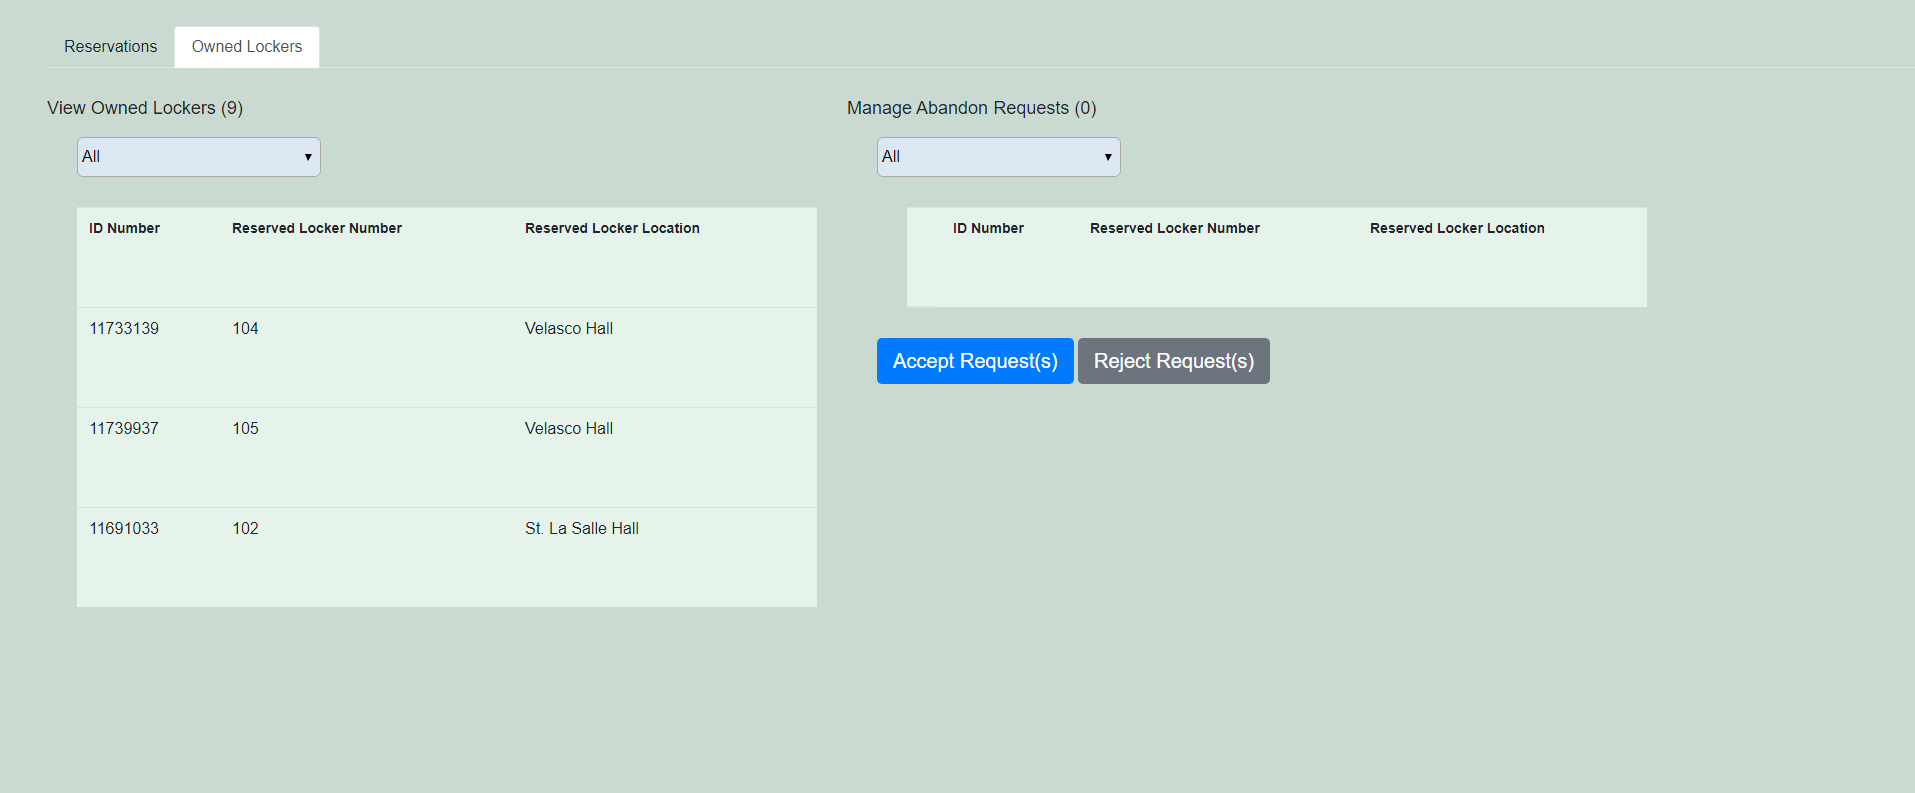 Reservations Owned Lockers
View Owned Lockers (9)
All
ID Number Reserved Locker Number Reserved Locker Location
11733139 104 Velasco Hall
11739937 105 Velasco Hall
11691033 102 St. La Salle Hall
Manage Abandon Requests (0)
All
ID Number Reserved Locker Number Reserved Locker Location
Accept Request(s) Reject Request(s)